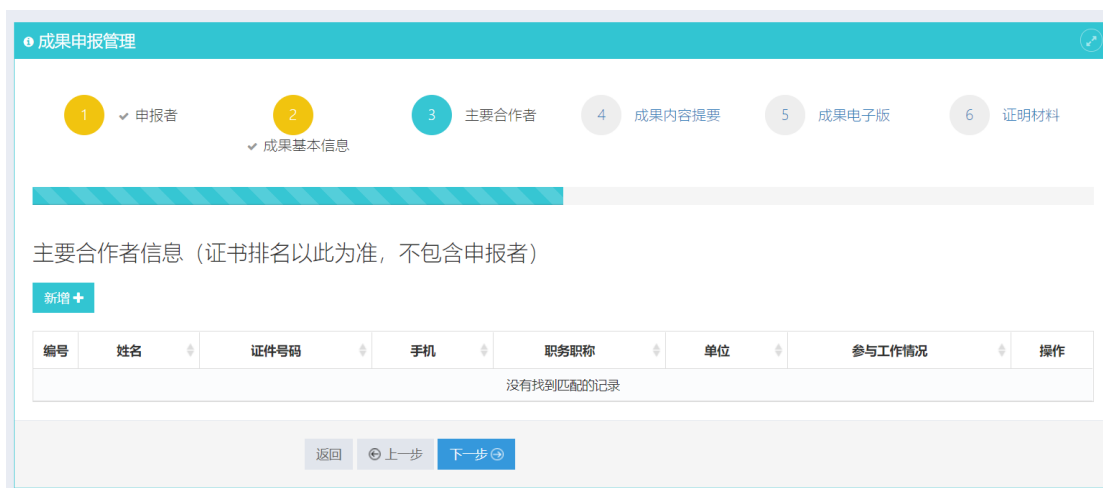 成果申报管理
1 申报者
2 成果基本信息
3 主要合作者
4 成果内容提要
5 成果电子版
6 证明材料
主要合作者信息（证书排名以此为准，不包含申报者）
新增
编号 姓名 证件号码 手机 职务职称 单位 参与工作情况 操作
没有找到匹配的记录
返回 上一步 下一步